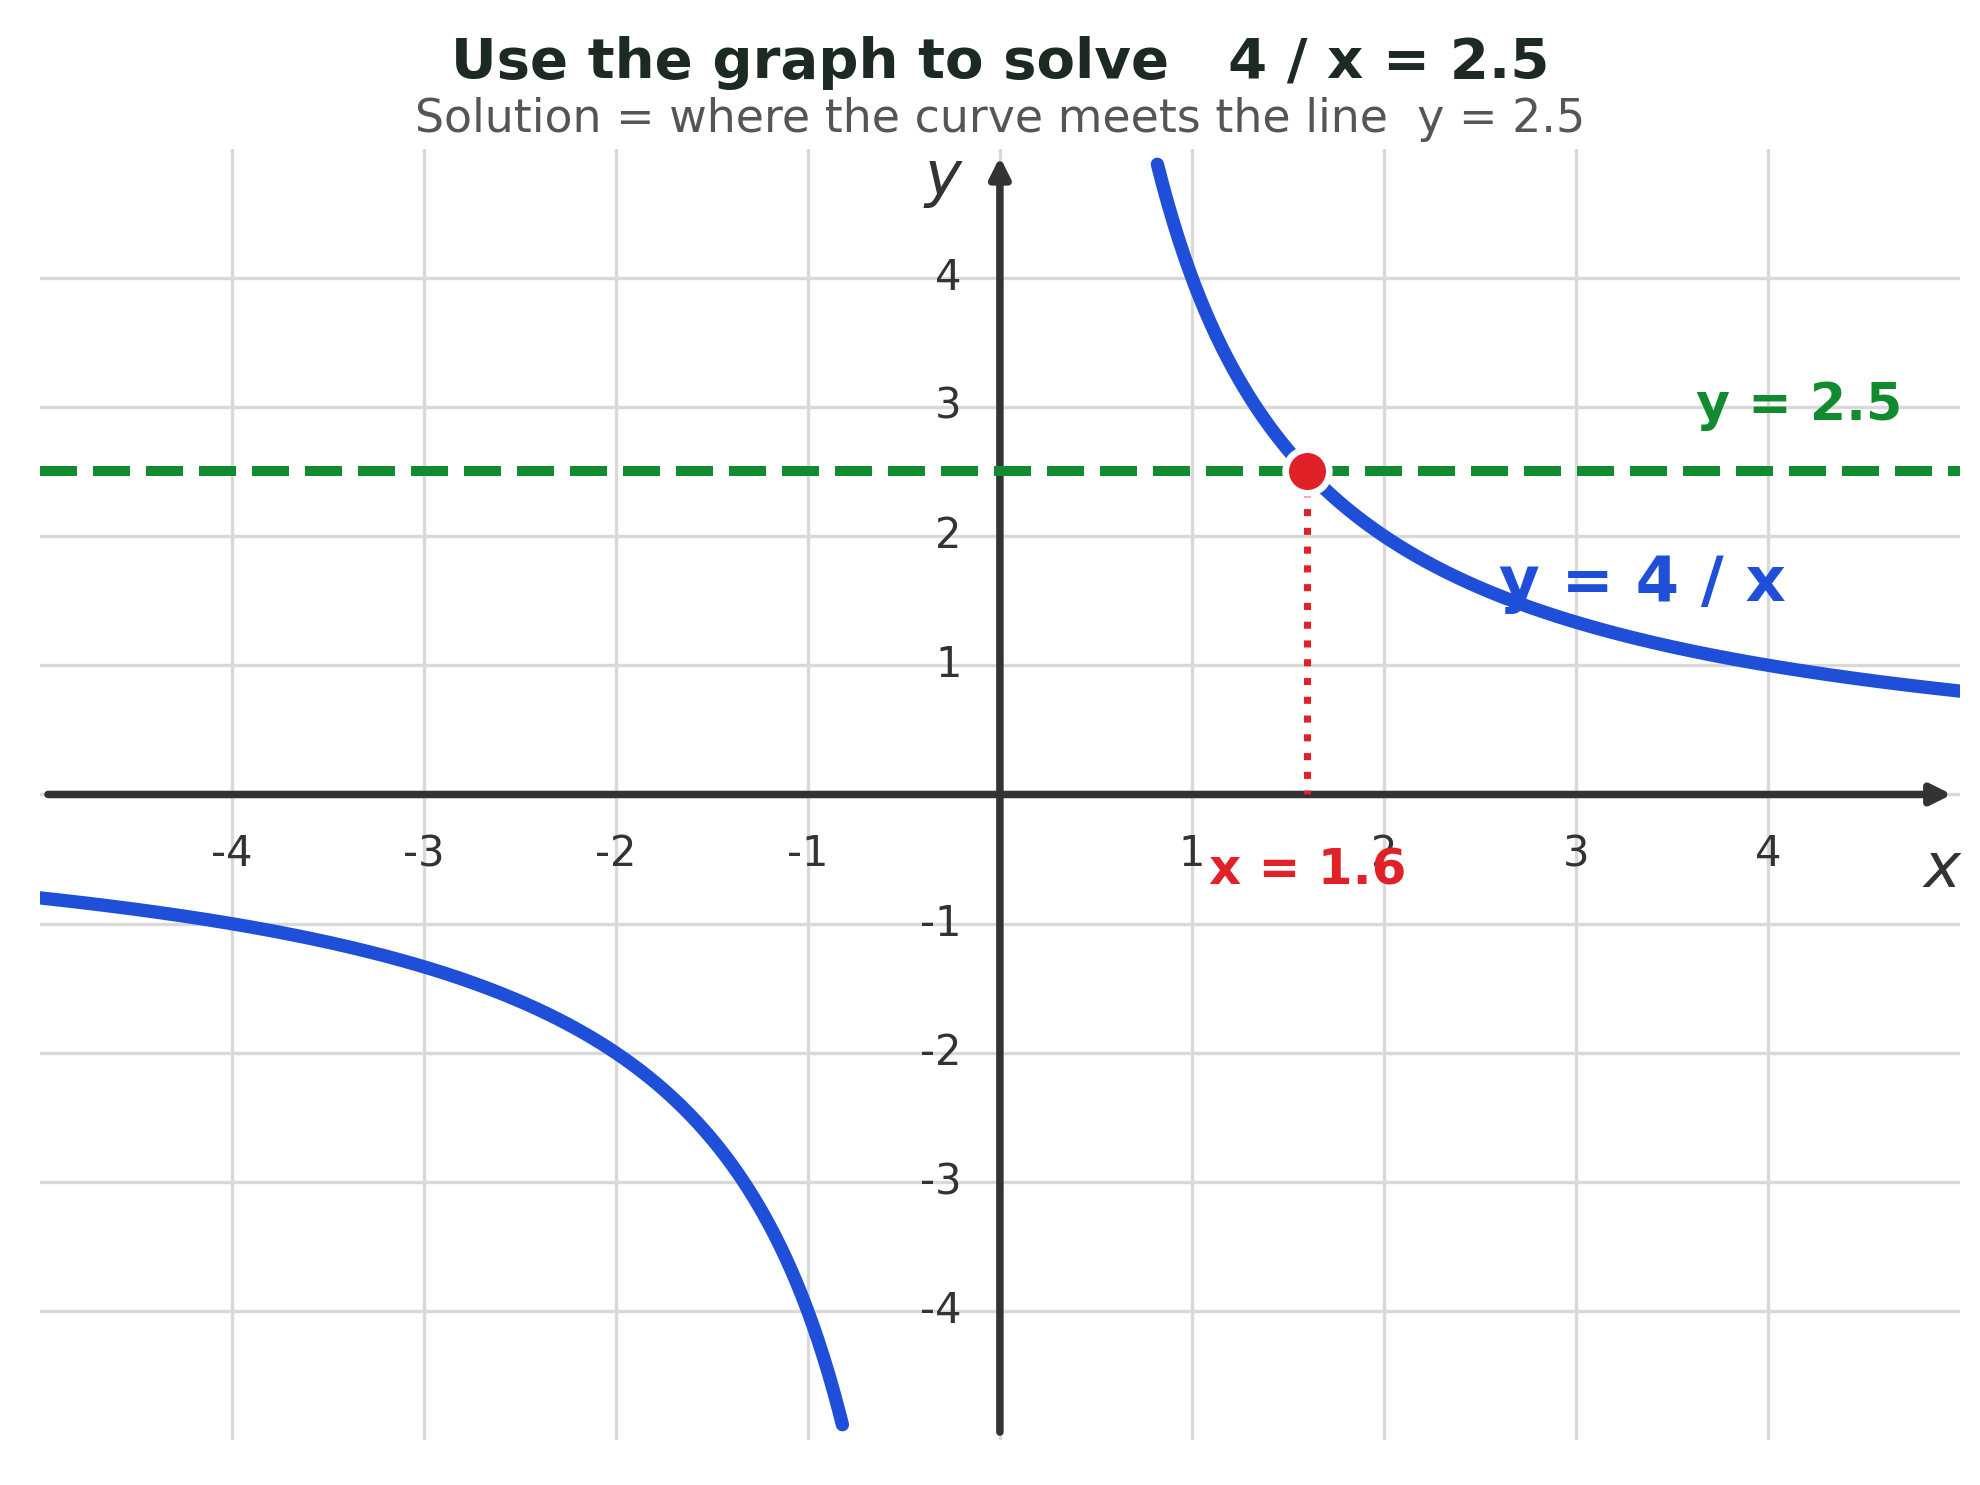 Use the graph to solve   4 / x = 2.5
Solution = where the curve meets the line  y = 2.5
y
4
3
y = 2.5
2
y = 4 / x
1
-4 -3 -2 -1 1 2 3 4 x
x = 1.6
-1
-2
-3
-4